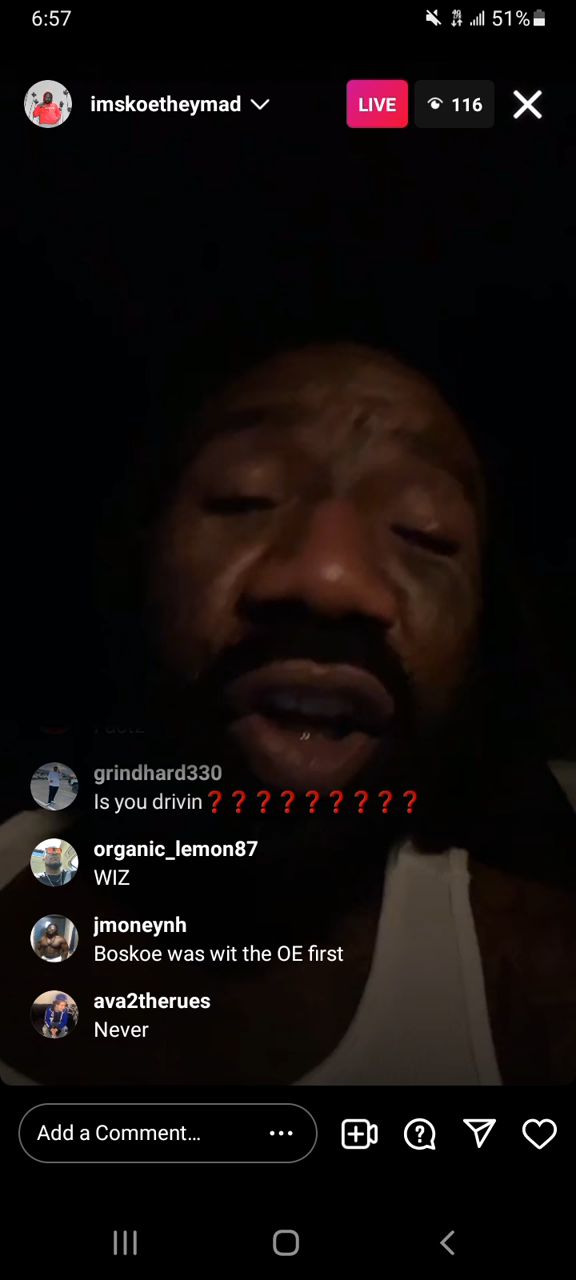 6:57
51%
imskoetheymad
LIVE
116
grindhard330
Is you drivin❓❓❓❓❓❓❓❓❓
organic_lemon87
WIZ
jmoneynh
Boskoe was wit the OE first
ava2therues
Never
Add a Comment...